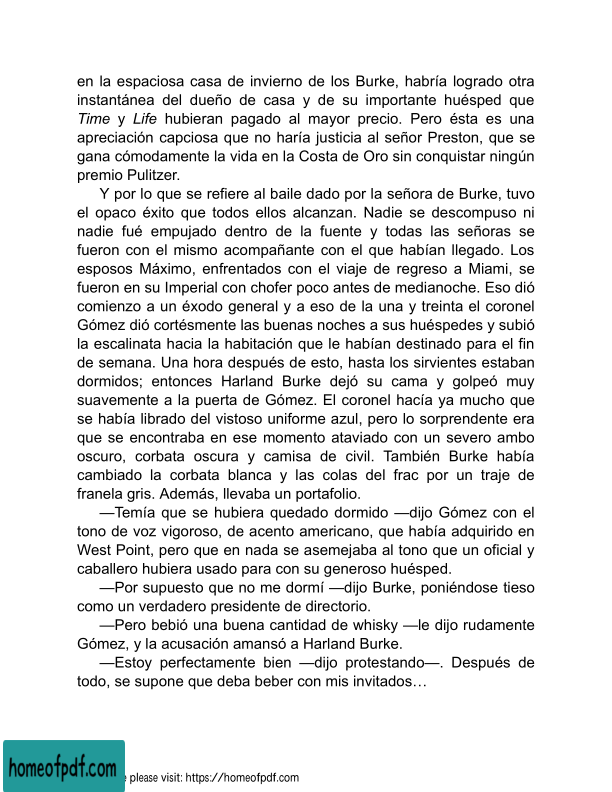 en la espaciosa casa de invierno de los Burke, habría logrado otra
instantánea del dueño de casa y de su importante huésped que
Time y Life hubieran pagado al mayor precio. Pero ésta es una
apreciación capciosa que no haría justicia al señor Preston, que se
gana cómodamente la vida en la Costa de Oro sin conquistar ningún
premio Pulitzer.
Y por lo que se refiere al baile dado por la señora de Burke, tuvo
el opaco éxito que todos ellos alcanzan. Nadie se descompuso ni
nadie fué empujado dentro de la fuente y todas las señoras se
fueron con el mismo acompañante con el que habían llegado. Los
esposos Máximo, enfrentados con el viaje de regreso a Miami, se
fueron en su Imperial con chofer poco antes de medianoche. Eso dió
comienzo a un éxodo general y a eso de la una y treinta el coronel
Gómez dió cortésmente las buenas noches a sus huéspedes y subió
la escalinata hacia la habitación que le habían destinado para el fin
de semana. Una hora después de esto, hasta los sirvientes estaban
dormidos; entonces Harland Burke dejó su cama y golpeó muy
suavemente a la puerta de Gómez. El coronel hacía ya mucho que
se había librado del vistoso uniforme azul, pero lo sorprendente era
que se encontraba en ese momento ataviado con un severo ambo
oscuro, corbata oscura y camisa de civil. También Burke había
cambiado la corbata blanca y las colas del frac por un traje de
franela gris. Además, llevaba un portafolio.
—Temía que se hubiera quedado dormido —dijo Gómez con el
tono de voz vigoroso, de acento americano, que había adquirido en
West Point, pero que en nada se asemejaba al tono que un oficial y
caballero hubiera usado para con su generoso huésped.
—Por supuesto que no me dormí —dijo Burke, poniéndose tieso
como un verdadero presidente de directorio.
—Pero bebió una buena cantidad de whisky —le dijo rudamente
Gómez, y la acusación amansó a Harland Burke.
—Estoy perfectamente bien —dijo protestando—. Después de
todo, se supone que deba beber con mis invitados…
homeofpdf.com
please visit: https://homeofpdf.com